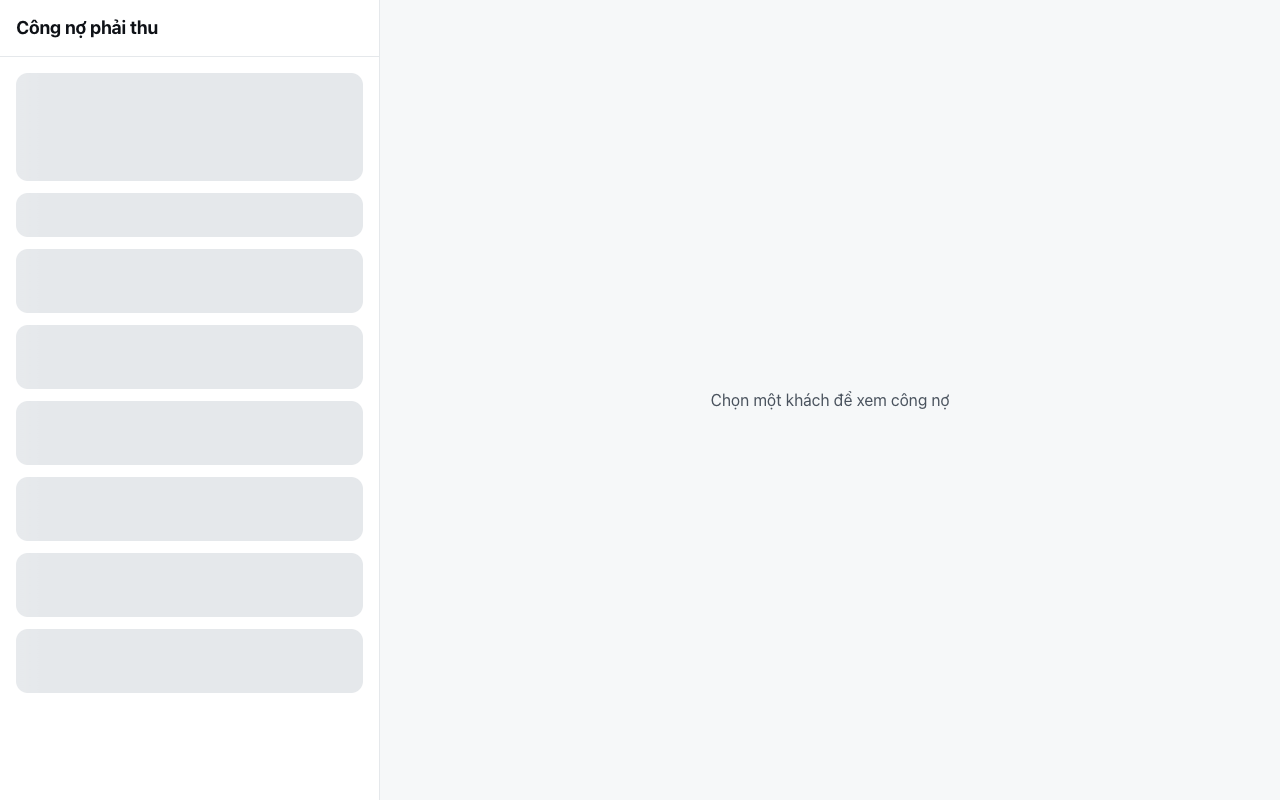 Công nợ phải thu
Chọn một khách để xem công nợ